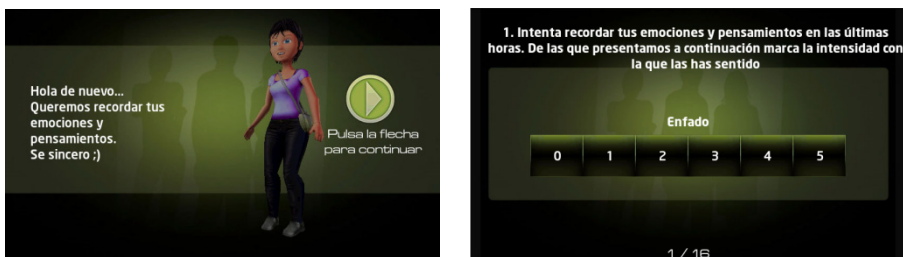 Hola de nuevo...
Queremos recordar tus
emociones y
pensamientos.
Se sincero ;)
Pulsa la flecha
para continuar
1. Intenta recordar tus emociones y pensamientos en las últimas
horas. De las que presentamos a continuación marca la intensidad con
la que las has sentido
Enfado
0 1 2 3 4 5
1 / 16